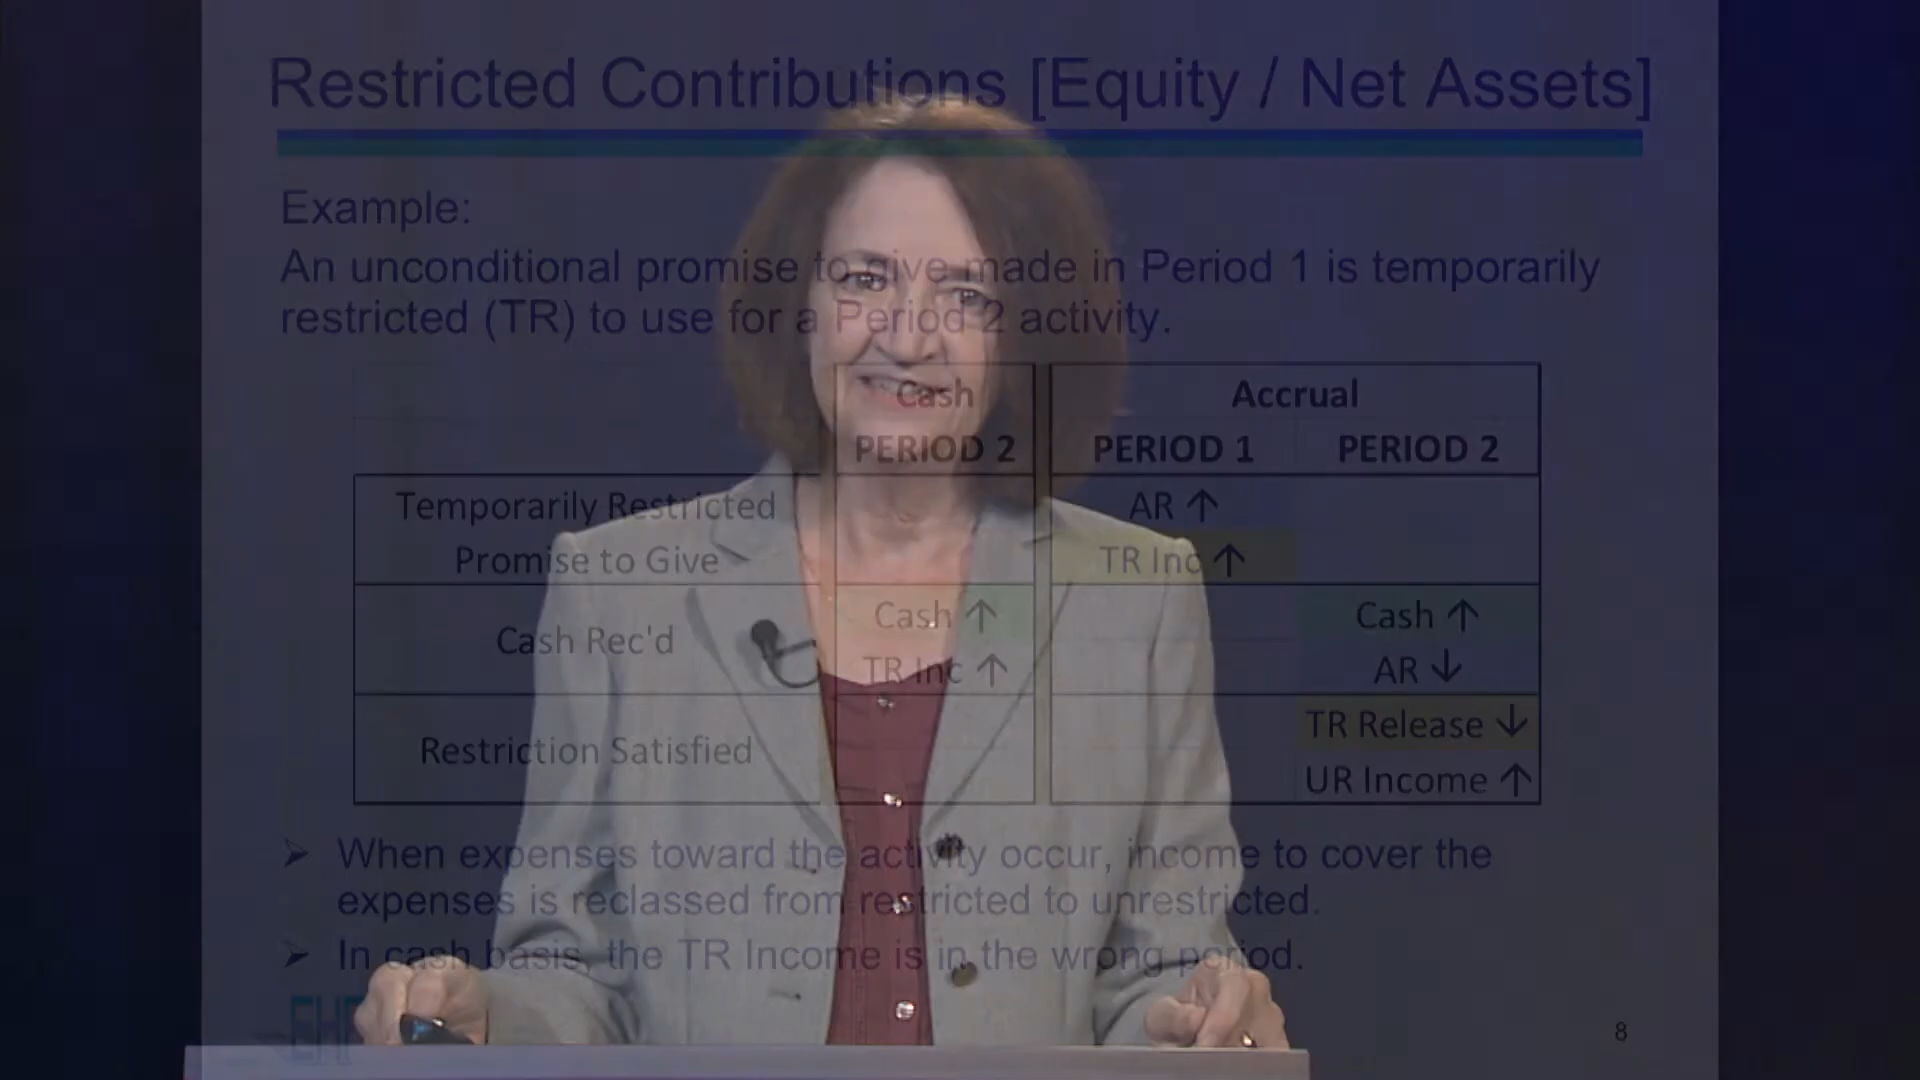 Restricted Contributions [Equity / Net Assets]
Example:
An unconditional promise to give made in Period 1 is temporarily
restricted (TR) to use for a Period 2 activity.
Cash Accrual
PERIOD 2 PERIOD 1 PERIOD 2
Temporarily Restricted AR ↑
Promise to Give TR Inc ↑
Cash Rec'd
Cash ↑ Cash ↑
TR Inc ↑ AR ↓
Restriction Satisfied
TR Release ↓
UR Income ↑
➢ When expenses toward the activity occur, income to cover the
expenses is reclassed from restricted to unrestricted.
➢ In cash basis, the TR Income is in the wrong period.
8